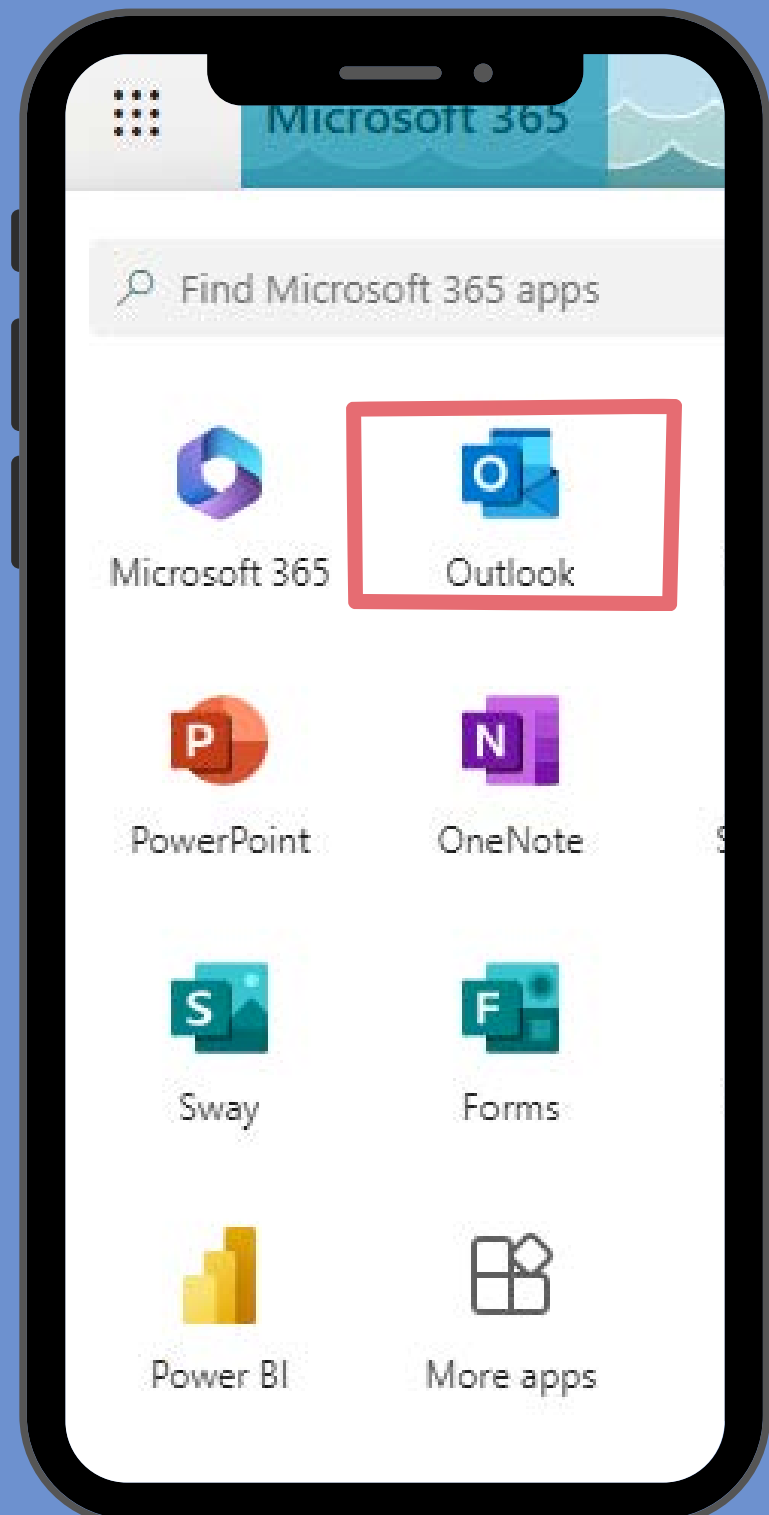 Microsoft 365
Find Microsoft 365 apps
O
Microsoft 365 Outlook
P N
PowerPoint OneNote S
S F
Sway Forms
Power BI More apps